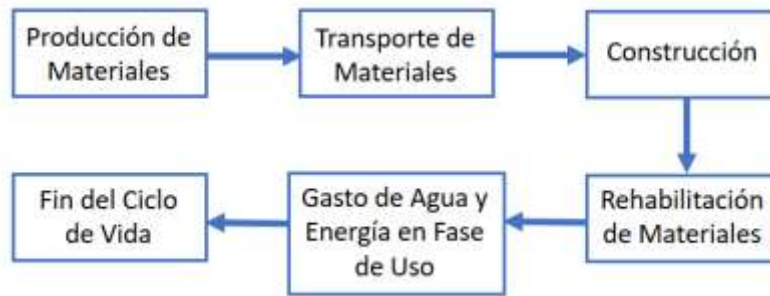 Producción de
Materiales
Transporte de
Materiales
Construcción
Rehabilitación
de Materiales
Gasto de Agua y
Energía en Fase
de Uso
Fin del Ciclo
de Vida